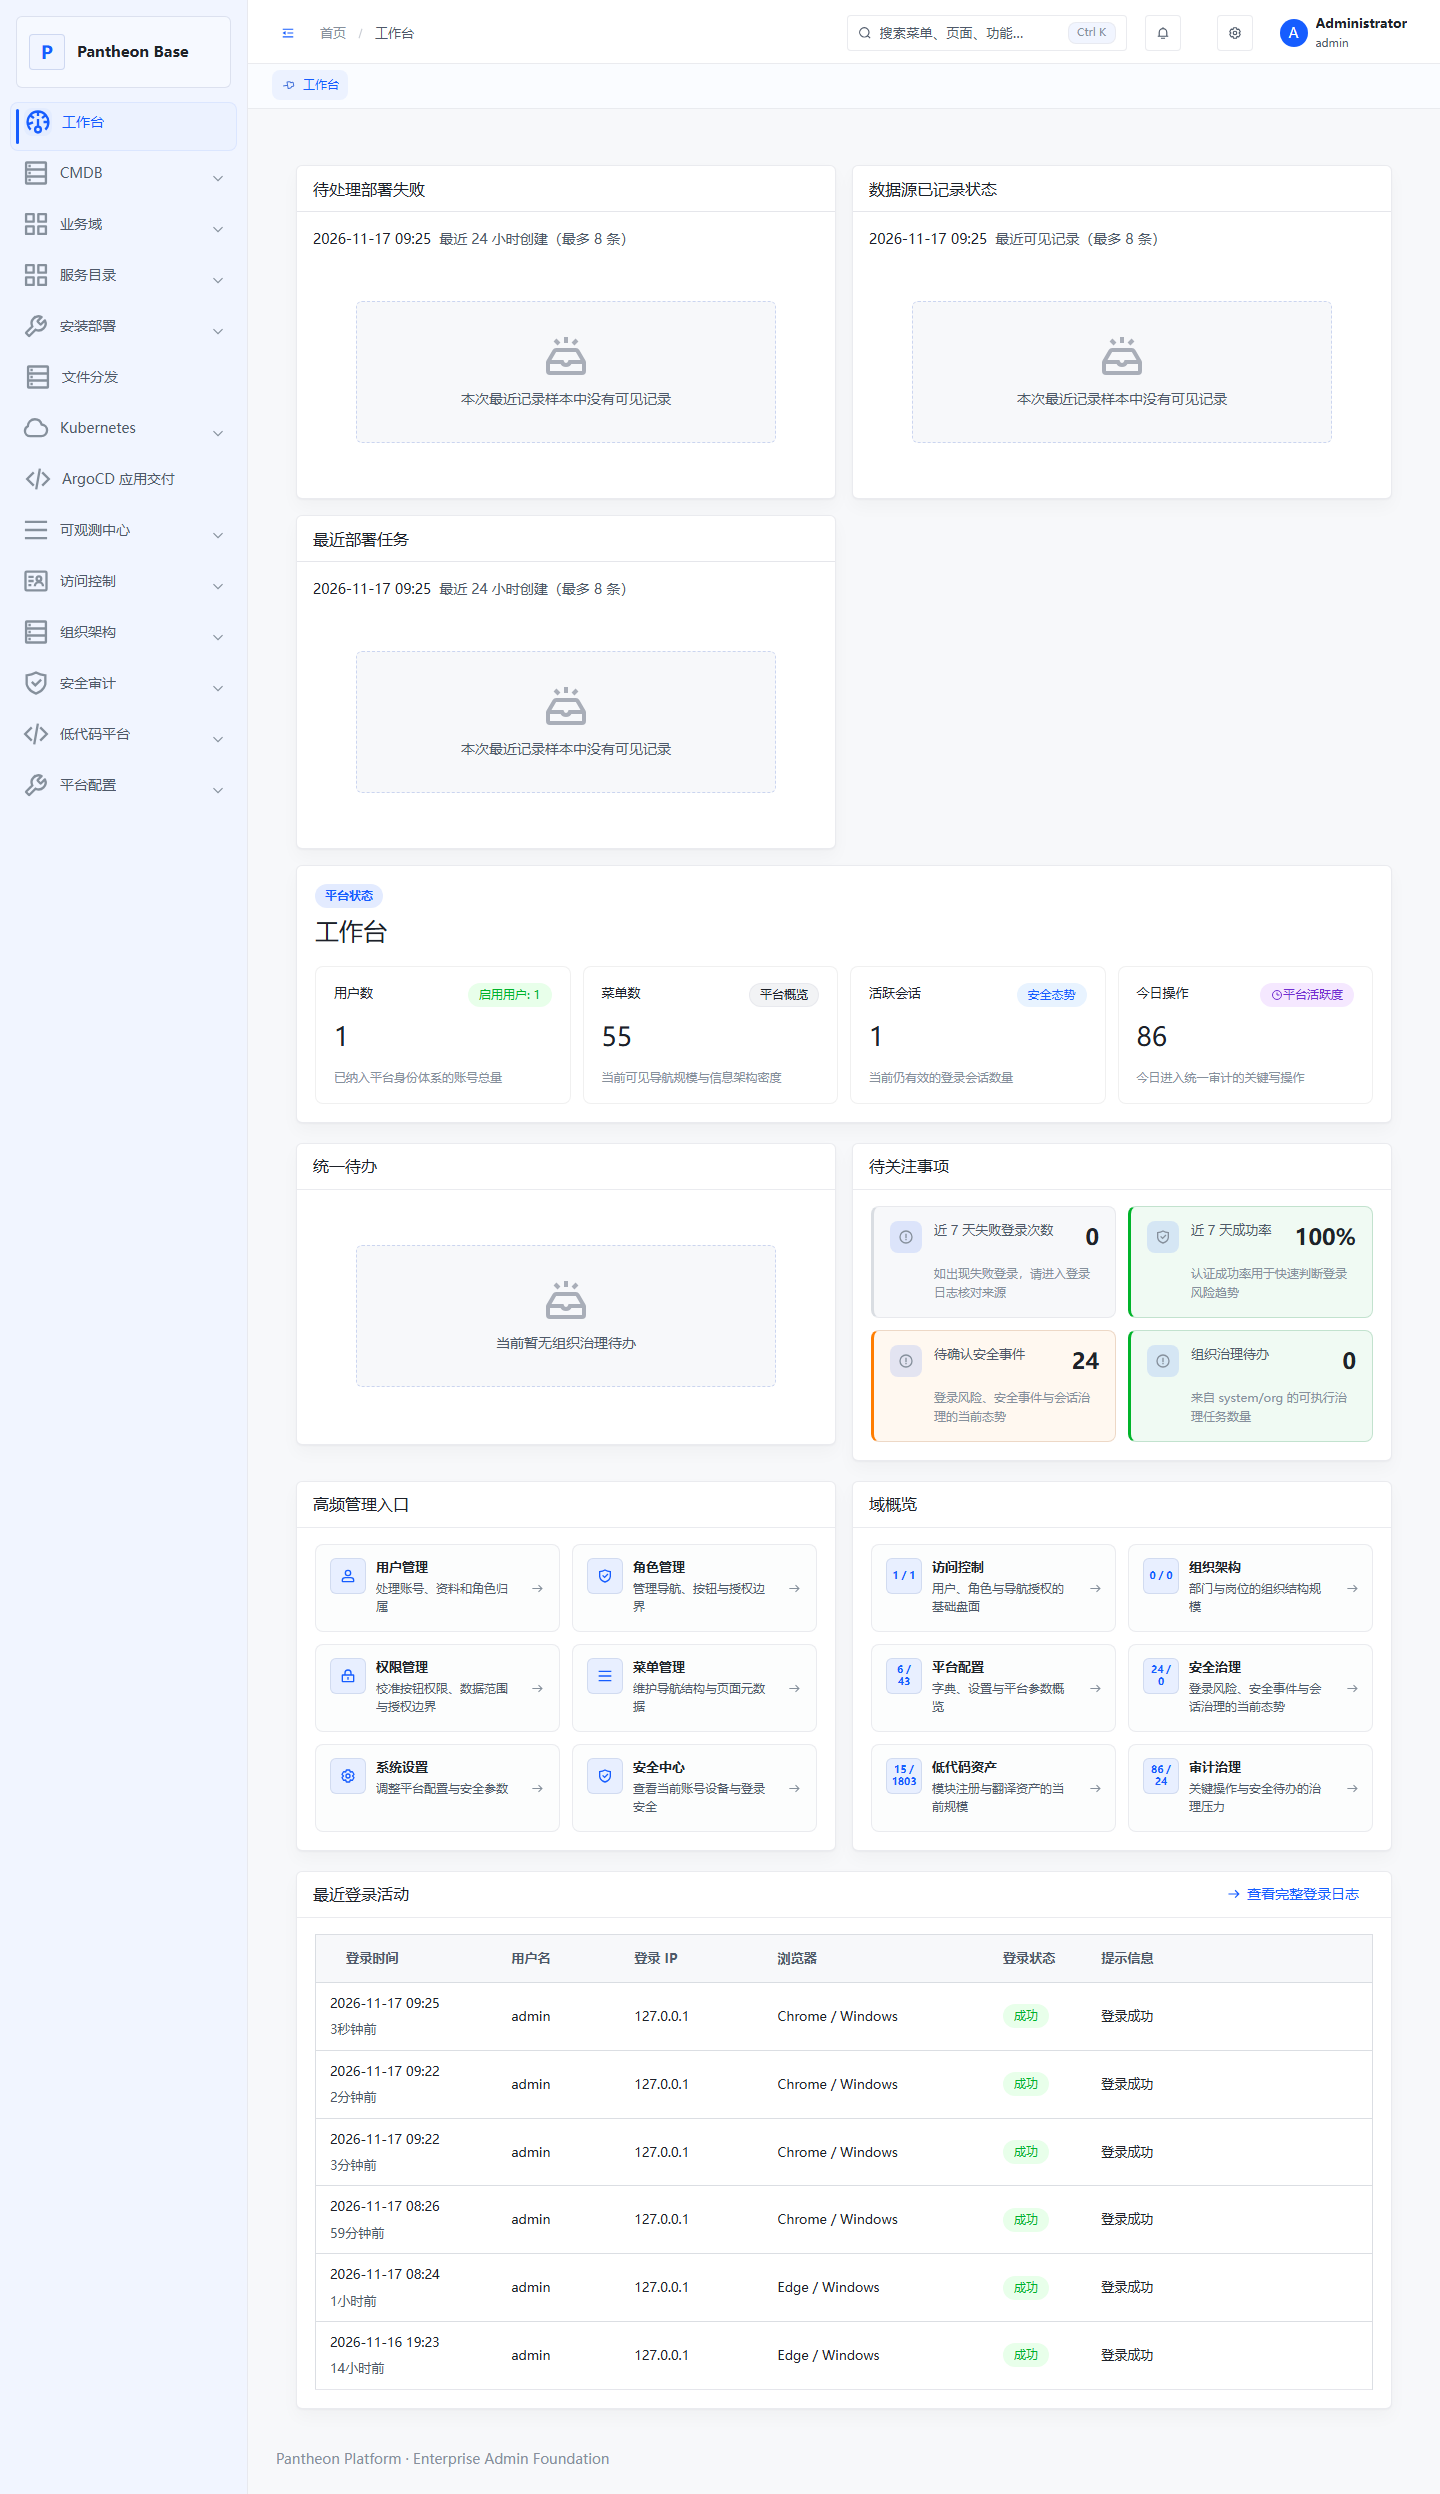 P Pantheon Base
工作台
CMDB
业务域
服务目录
安装部署
文件分发
Kubernetes
ArgoCD 应用交付
可观测中心
访问控制
组织架构
安全审计
低代码平台
平台配置
首页 / 工作台
搜索菜单、页面、功能... Ctrl K
A Administrator
admin
工作台
待处理部署失败
2026-11-17 09:25 最近 24 小时创建（最多 8 条）
本次最近记录样本中没有可见记录
数据源已记录状态
2026-11-17 09:25 最近可见记录（最多 8 条）
本次最近记录样本中没有可见记录
最近部署任务
2026-11-17 09:25 最近 24 小时创建（最多 8 条）
本次最近记录样本中没有可见记录
平台状态
工作台
用户数 启用用户: 1
1
已纳入平台身份体系的账号总量
菜单数 平台概览
55
当前可见导航规模与信息架构密度
活跃会话 安全态势
1
当前仍有效的登录会话数量
今日操作 平台活跃度
86
今日进入统一审计的关键写操作
统一待办
当前暂无组织治理待办
待关注事项
近 7 天失败登录次数 0
如出现失败登录，请进入登录
日志核对来源
近 7 天成功率 100%
认证成功率用于快速判断登录
风险趋势
待确认安全事件 24
登录风险、安全事件与会话治
理的当前态势
组织治理待办 0
来自 system/org 的可执行治
理任务数量
高频管理入口
用户管理
处理账号、资料和角色归
属
角色管理
管理导航、按钮与授权边
界
权限管理
校准按钮权限、数据范围
与授权边界
菜单管理
维护导航结构与页面元数
据
系统设置
调整平台配置与安全参数
安全中心
查看当前账号设备与登录
安全
域概览
1 / 1
访问控制
用户、角色与导航授权的
基础盘面
0 / 0
组织架构
部门与岗位的组织结构规
模
6 /
43
平台配置
字典、设置与平台参数概
览
24 /
0
安全治理
登录风险、安全事件与会
话治理的当前态势
15 /
1803
低代码资产
模块注册与翻译资产的当
前规模
86 /
24
审计治理
关键操作与安全待办的治
理压力
最近登录活动 查看完整登录日志
登录时间 用户名 登录 IP 浏览器 登录状态 提示信息
2026-11-17 09:25
3秒钟前
admin 127.0.0.1 Chrome / Windows 成功 登录成功
2026-11-17 09:22
2分钟前
admin 127.0.0.1 Chrome / Windows 成功 登录成功
2026-11-17 09:22
3分钟前
admin 127.0.0.1 Chrome / Windows 成功 登录成功
2026-11-17 08:26
59分钟前
admin 127.0.0.1 Chrome / Windows 成功 登录成功
2026-11-17 08:24
1小时前
admin 127.0.0.1 Edge / Windows 成功 登录成功
2026-11-16 19:23
14小时前
admin 127.0.0.1 Edge / Windows 成功 登录成功
Pantheon Platform · Enterprise Admin Foundation